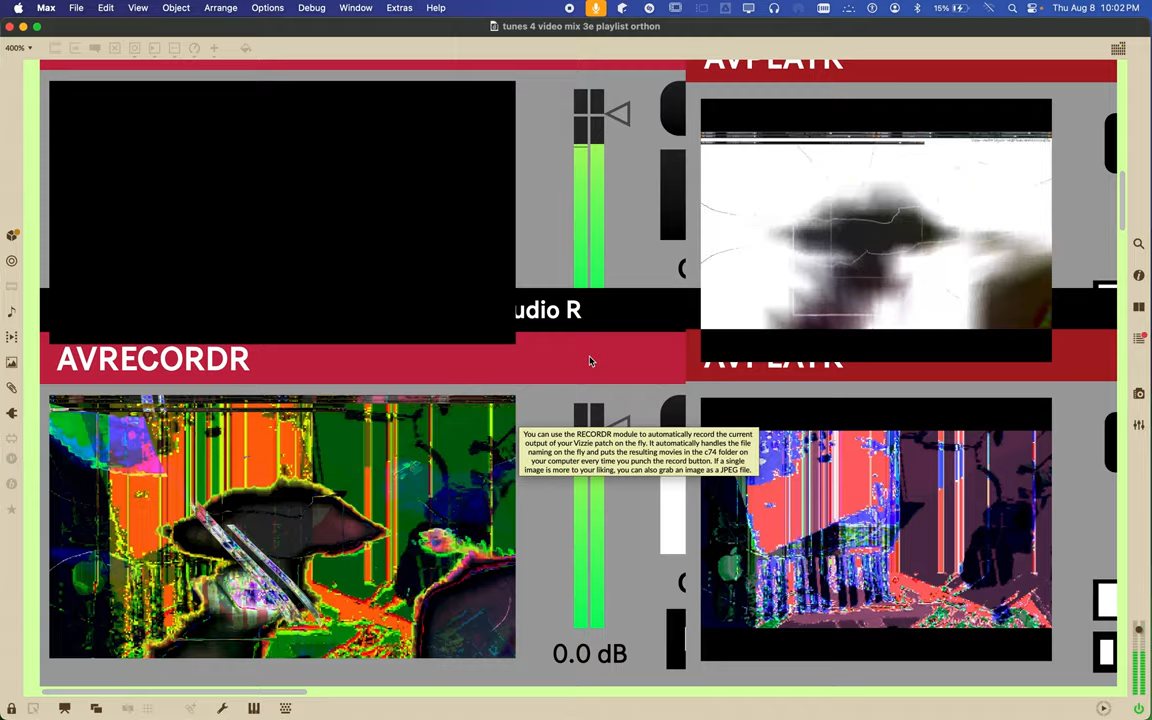 Max File Edit View Object Arrange Options Debug Window Extras Help
15% Thu Aug 8 10:02 PM
tunes 4 video mix 3e playlist orthon
400%
AVPLAYR
udio R
AVRECORDR
AVPLAYR
You can use the RECORDR module to automatically record the current
output of your Vizzie patch on the fly. It automatically handles the file
naming on the fly and puts the resulting movies in the c74 folder on
your computer every time you punch the record button. If a single
image is more to your liking, you can also grab an image as a JPEG file.
0.0 dB